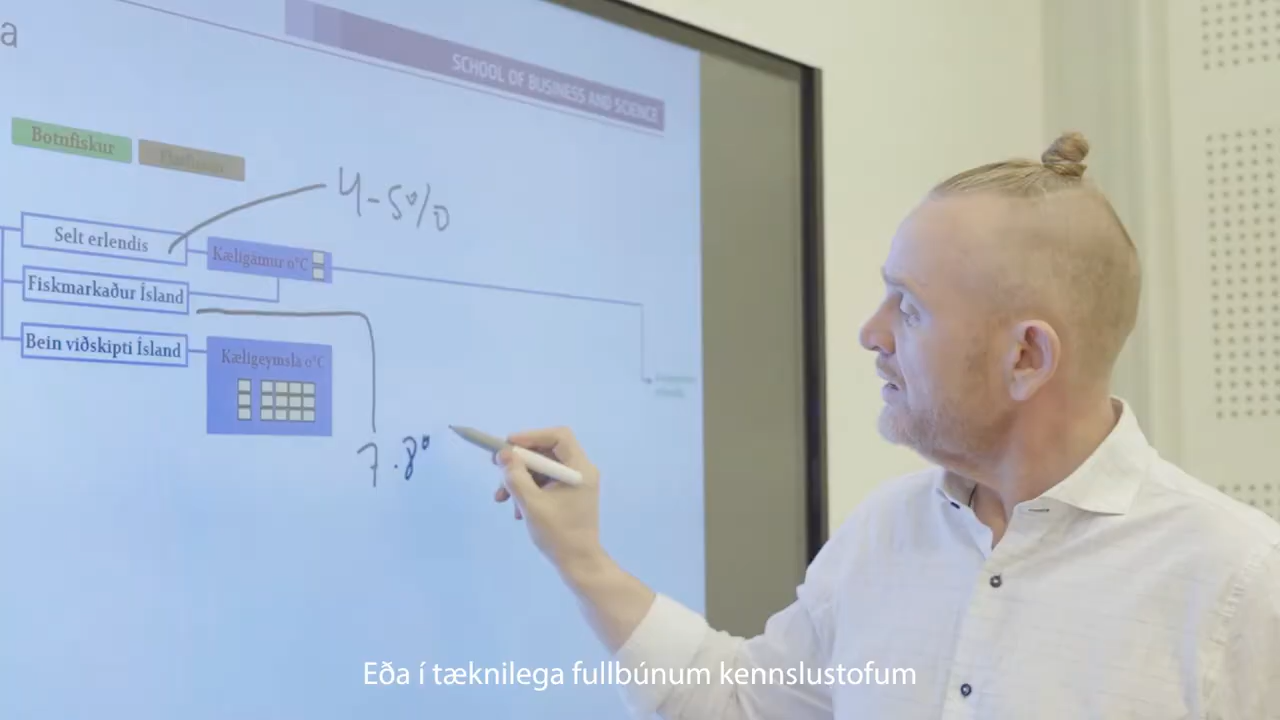 a
SCHOOL OF BUSINESS AND SCIENCE
Botnfiskur
4-5%
Selt erlendis
Kæligámur 0°C
Fiskmarkaður Ísland
Bein viðskipti Ísland
Kæligeymsla 0°C
7.8°
Eða í tæknilega fullbúnum kennslustofum